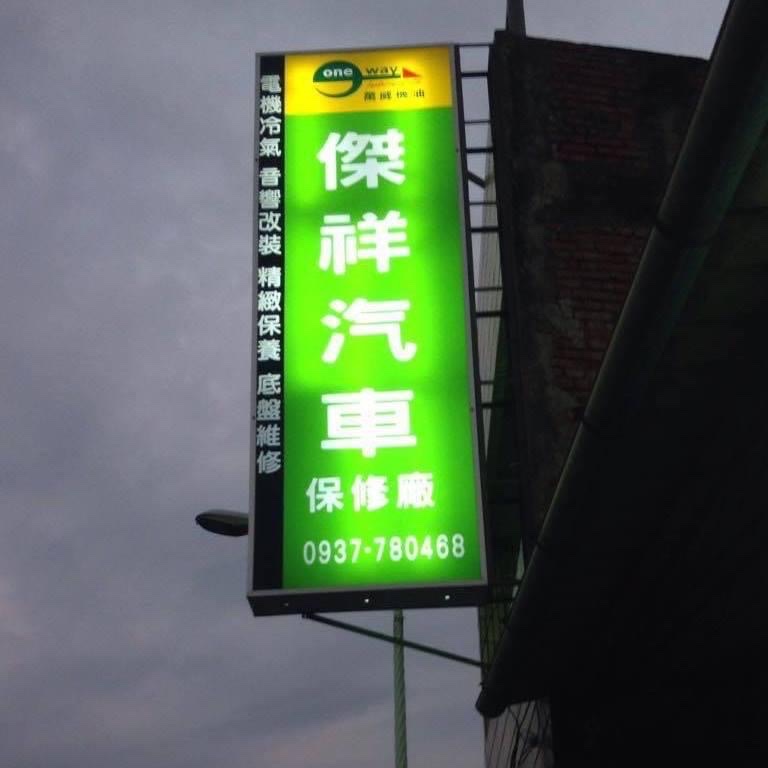 one way
萬威機油
傑祥汽車
保修廠
0937-780468
電機冷氣 音響改裝 精緻保養 底盤維修